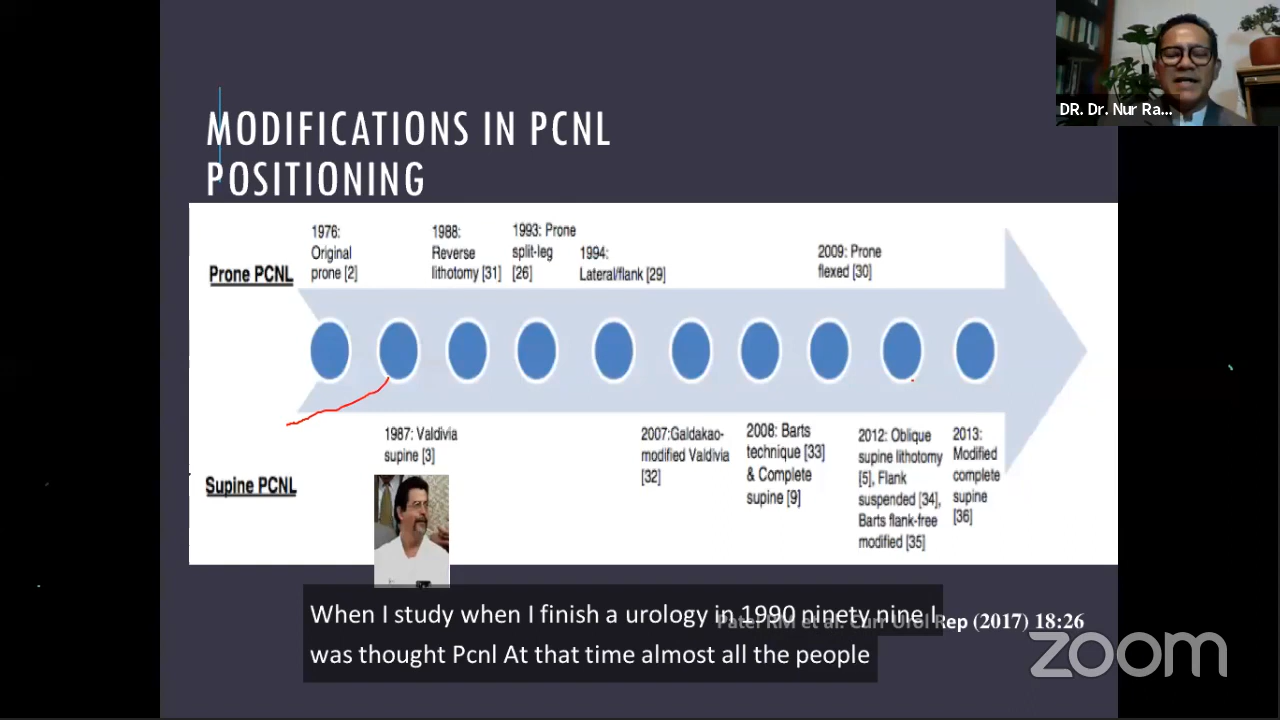 DR. Dr. Nur Ra...
MODIFICATIONS IN PCNL
POSITIONING
Prone PCNL
1976:
Original
prone [2]
1988:
Reverse
lithotomy [31]
1993: Prone
split-leg
[26]
1994:
Lateral/flank [29]
2009: Prone
flexed [30]
Supine PCNL
1987: Valdivia
supine [3]
2007:Galdakao-
modified Valdivia
[32]
2008: Barts
technique [33]
& Complete
supine [9]
2012: Oblique
supine lithotomy
[5], Flank
suspended [34],
Barts flank-free
modified [35]
2013:
Modified
complete
supine
[36]
Patel RM et al. Curr Urol Rep (2017) 18:26
When I study when I finish a urology in 1990 ninety nine I
was thought Pcnl At that time almost all the people
zoom